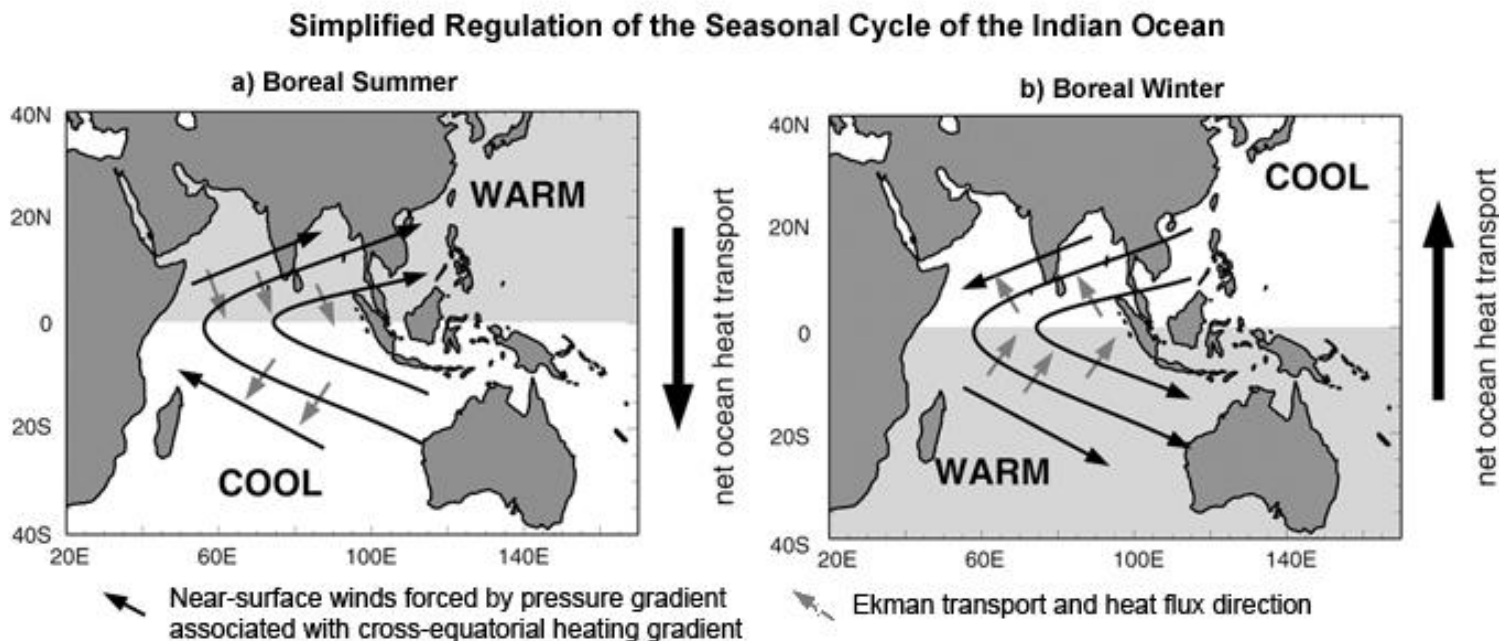 Simplified Regulation of the Seasonal Cycle of the Indian Ocean
a) Boreal Summer
40N
20N
0
20S
40S
20E 60E 100E 140E
WARM
COOL
net ocean heat transport
b) Boreal Winter
40N
20N
0
20S
40S
20E 60E 100E 140E
COOL
WARM
net ocean heat transport
Near-surface winds forced by pressure gradient
associated with cross-equatorial heating gradient
Ekman transport and heat flux direction